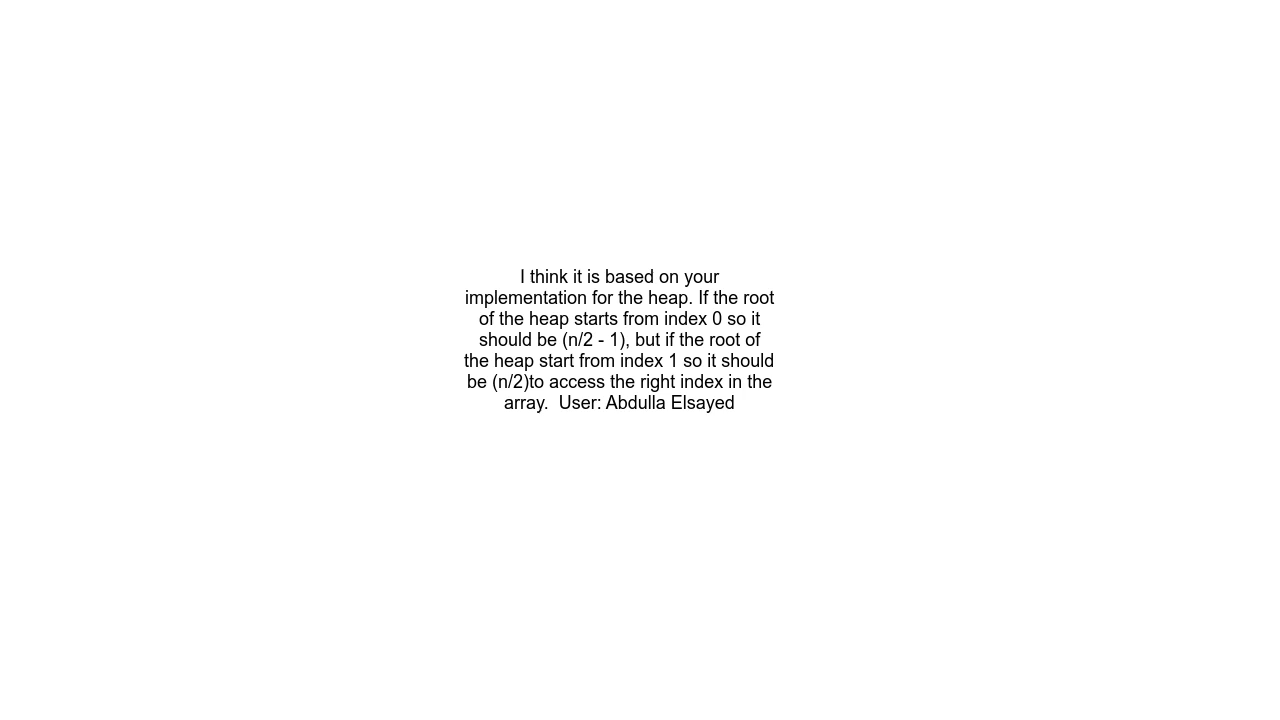 I think it is based on your
implementation for the heap. If the root
of the heap starts from index 0 so it
should be (n/2 - 1), but if the root of
the heap start from index 1 so it should
be (n/2)to access the right index in the
array.  User: Abdulla Elsayed